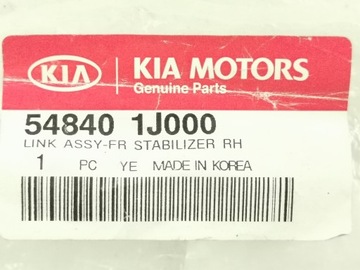 KIA KIA MOTORS
Genuine Parts
54840 1J000
LINK ASSY-FR STABILIZER RH
1 PC YE MADE IN KOREA